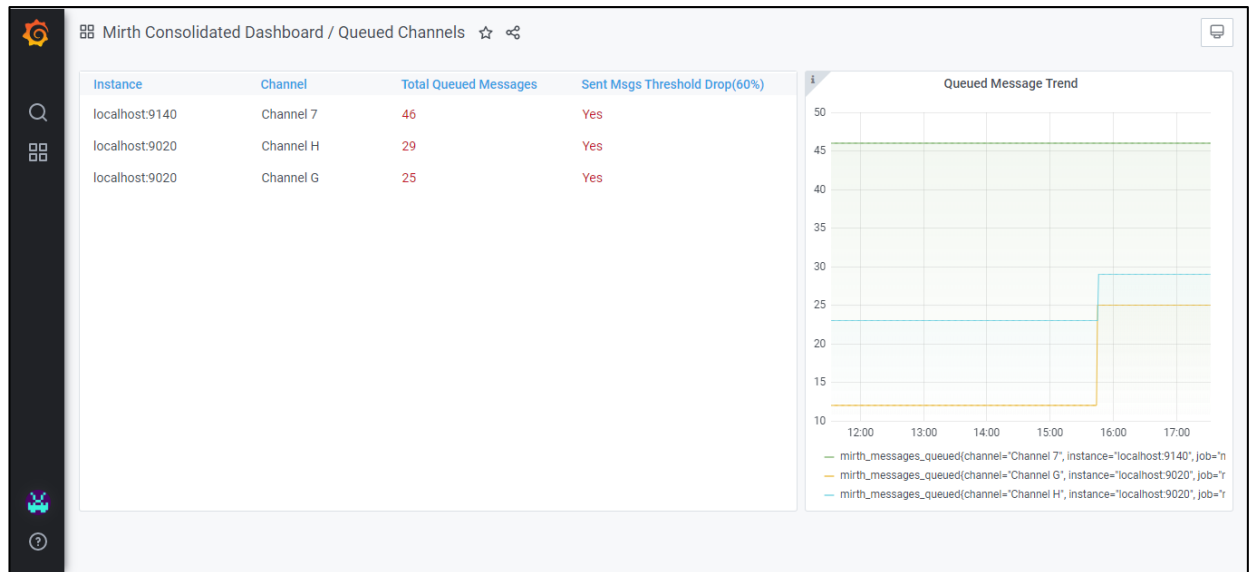 Mirth Consolidated Dashboard / Queued Channels
Instance Channel Total Queued Messages Sent Msgs Threshold Drop(60%)
localhost:9140 Channel 7 46 Yes
localhost:9020 Channel H 29 Yes
localhost:9020 Channel G 25 Yes
i
Queued Message Trend
50
45
40
35
30
25
20
15
10
12:00 13:00 14:00 15:00 16:00 17:00
mirth_messages_queued{channel="Channel 7", instance="localhost:9140", job="n
mirth_messages_queued{channel="Channel G", instance="localhost:9020", job="r
mirth_messages_queued{channel="Channel H", instance="localhost:9020", job="r
?